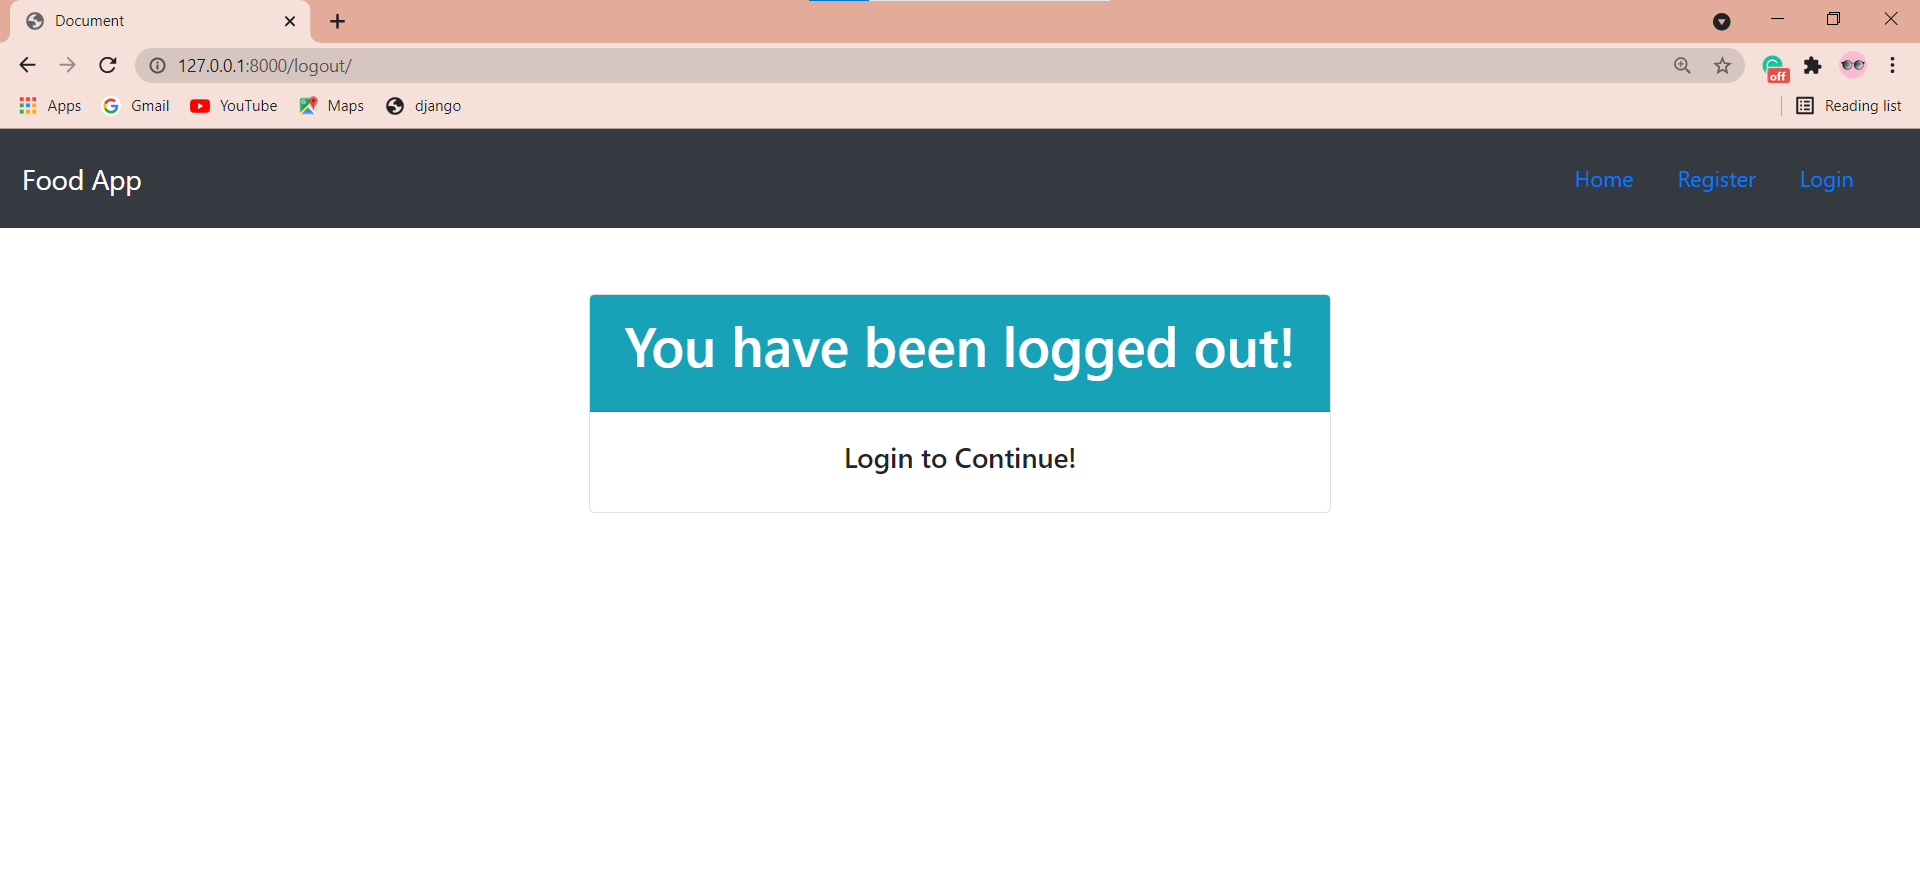 Document
127.0.0.1:8000/logout/
off
Apps Gmail YouTube Maps django Reading list
Food App Home Register Login
You have been logged out!
Login to Continue!